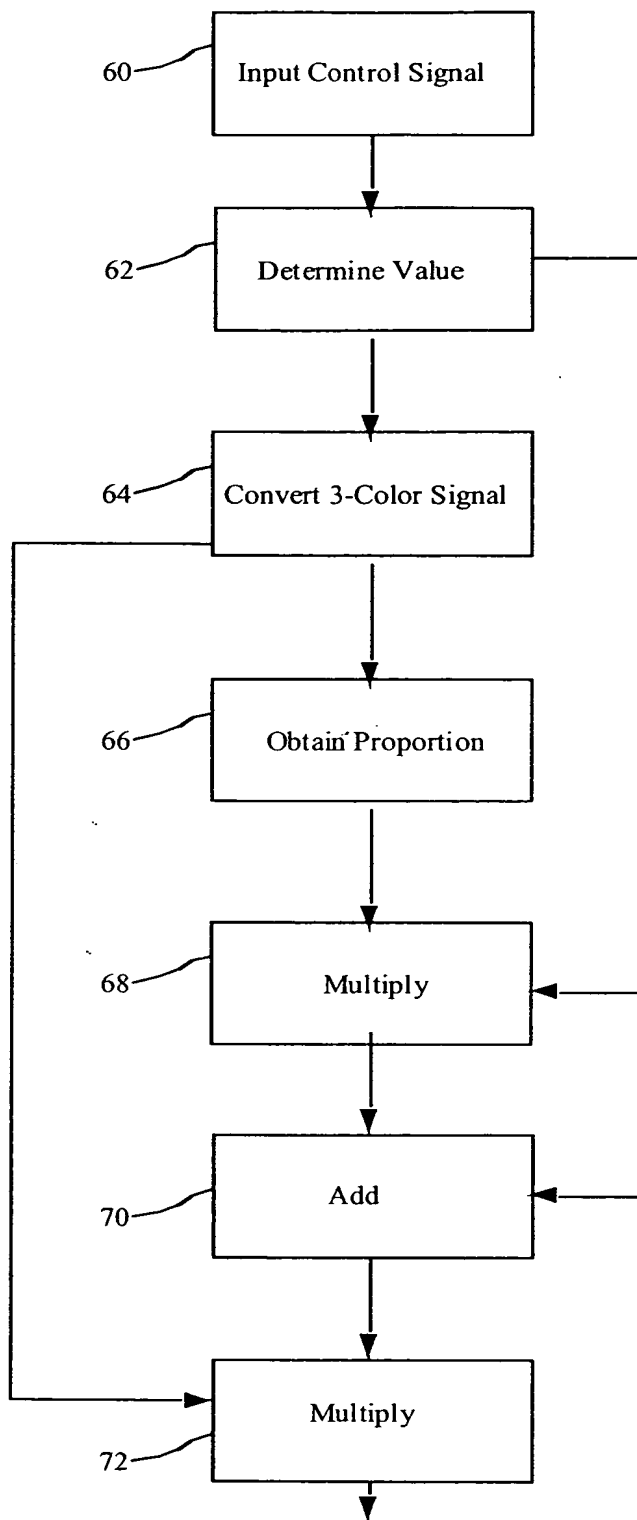 60
Input Control Signal
62
Determine Value
64
Convert 3-Color Signal
66
Obtain Proportion
68
Multiply
70
Add
Multiply
72